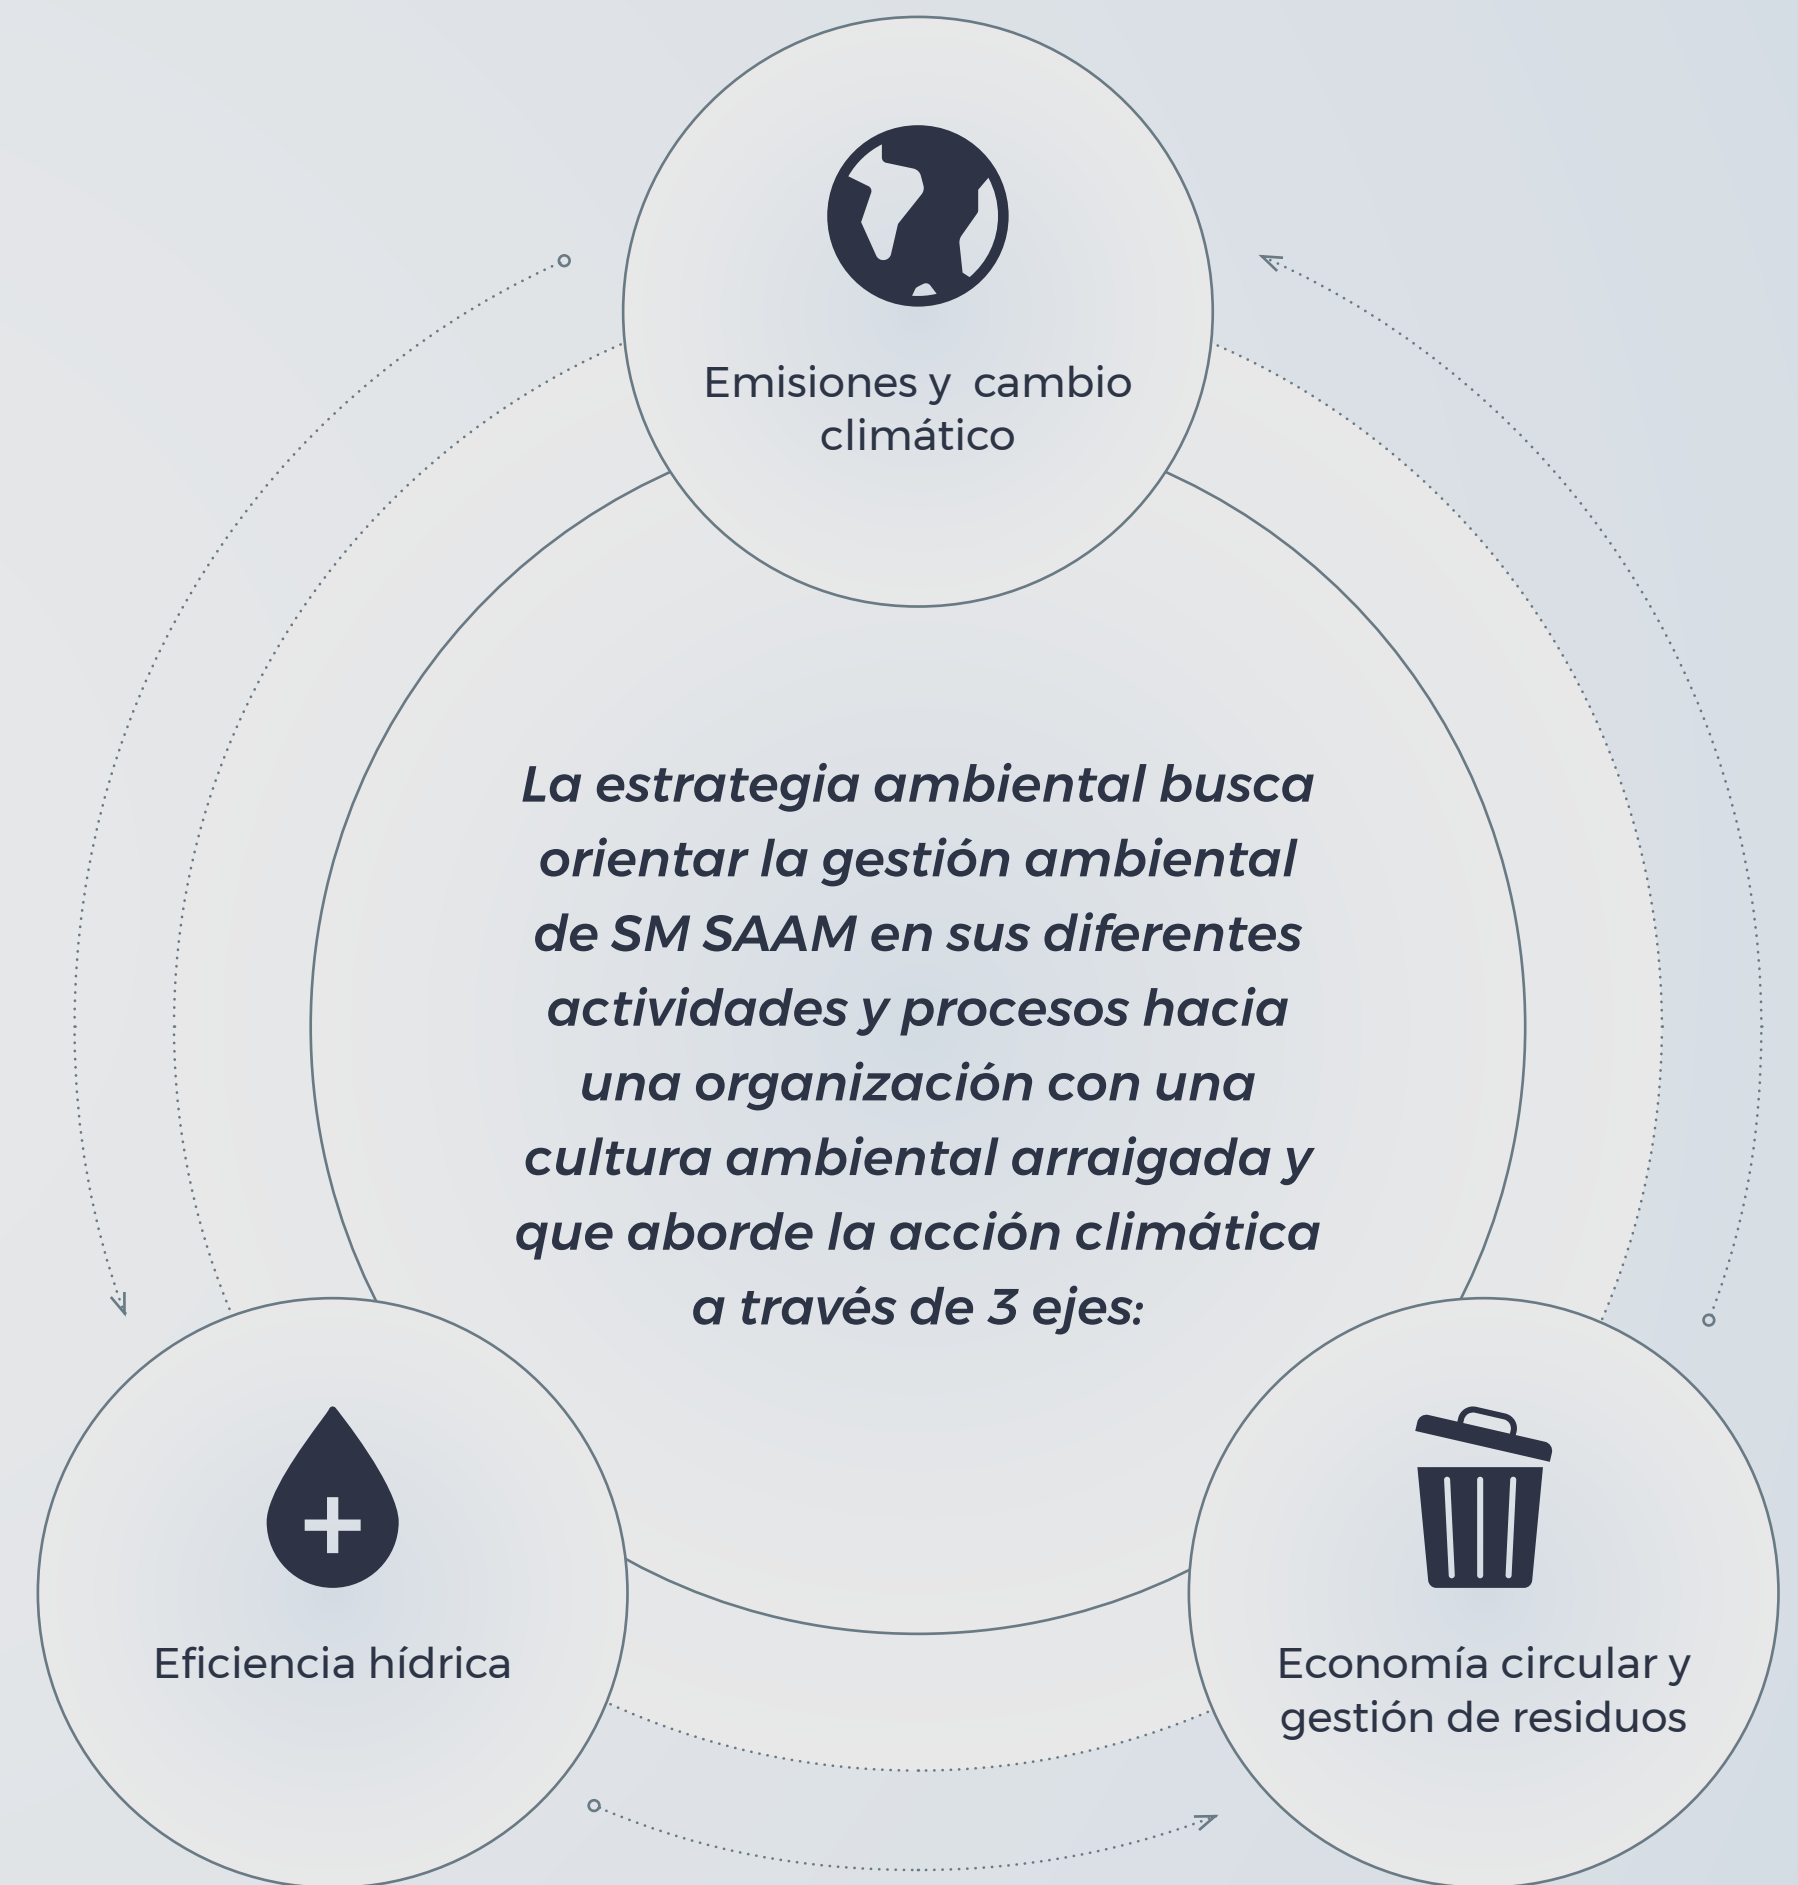 Emisiones y  cambio
climático
La estrategia ambiental busca
orientar la gestión ambiental
de SM SAAM en sus diferentes
actividades y procesos hacia
una organización con una
cultura ambiental arraigada y
que aborde la acción climática
a través de 3 ejes:
Eficiencia hídrica
Economía circular y
gestión de residuos